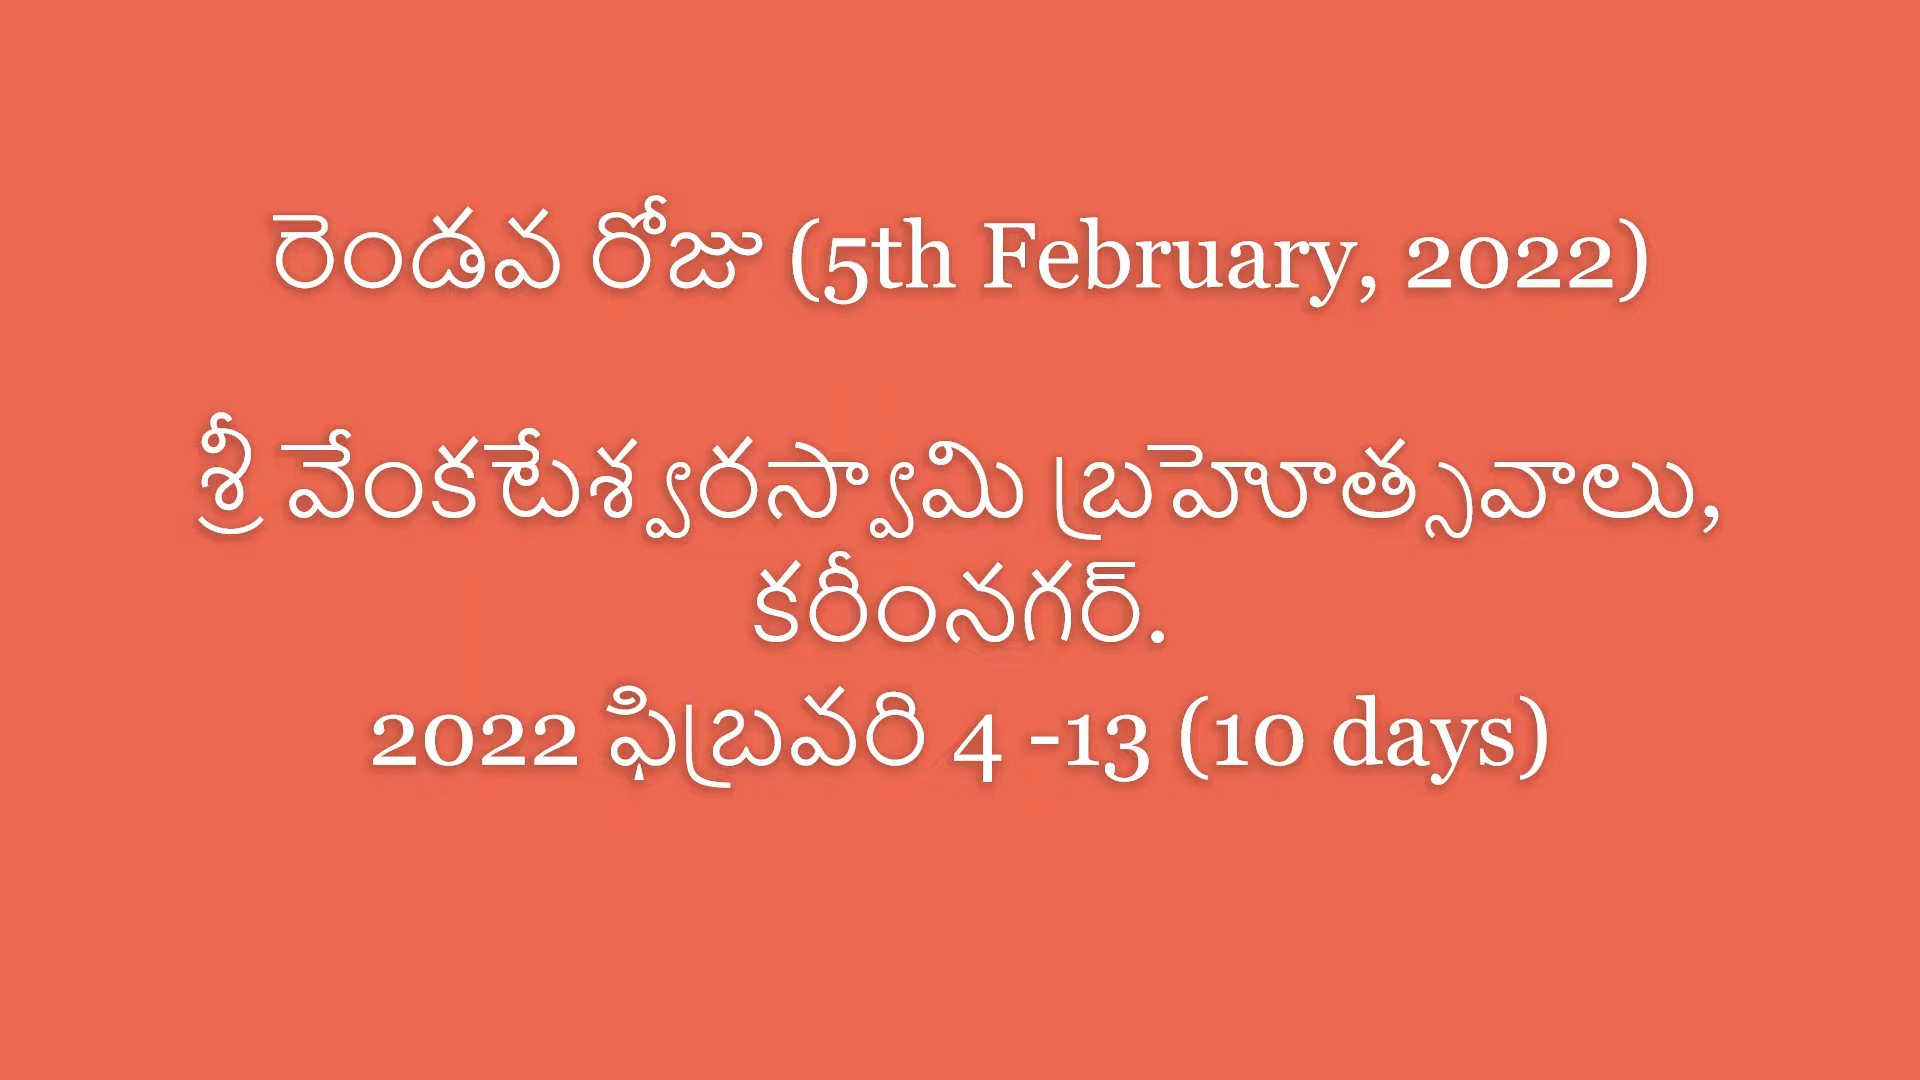 రెండవ రోజు (5th February, 2022)
శ్రీ వేంకటేశ్వరస్వామి బ్రహోత్సవాలు,
కరీంనగర్.
2022 ఫిబ్రవరి 4 -13 (10 days)